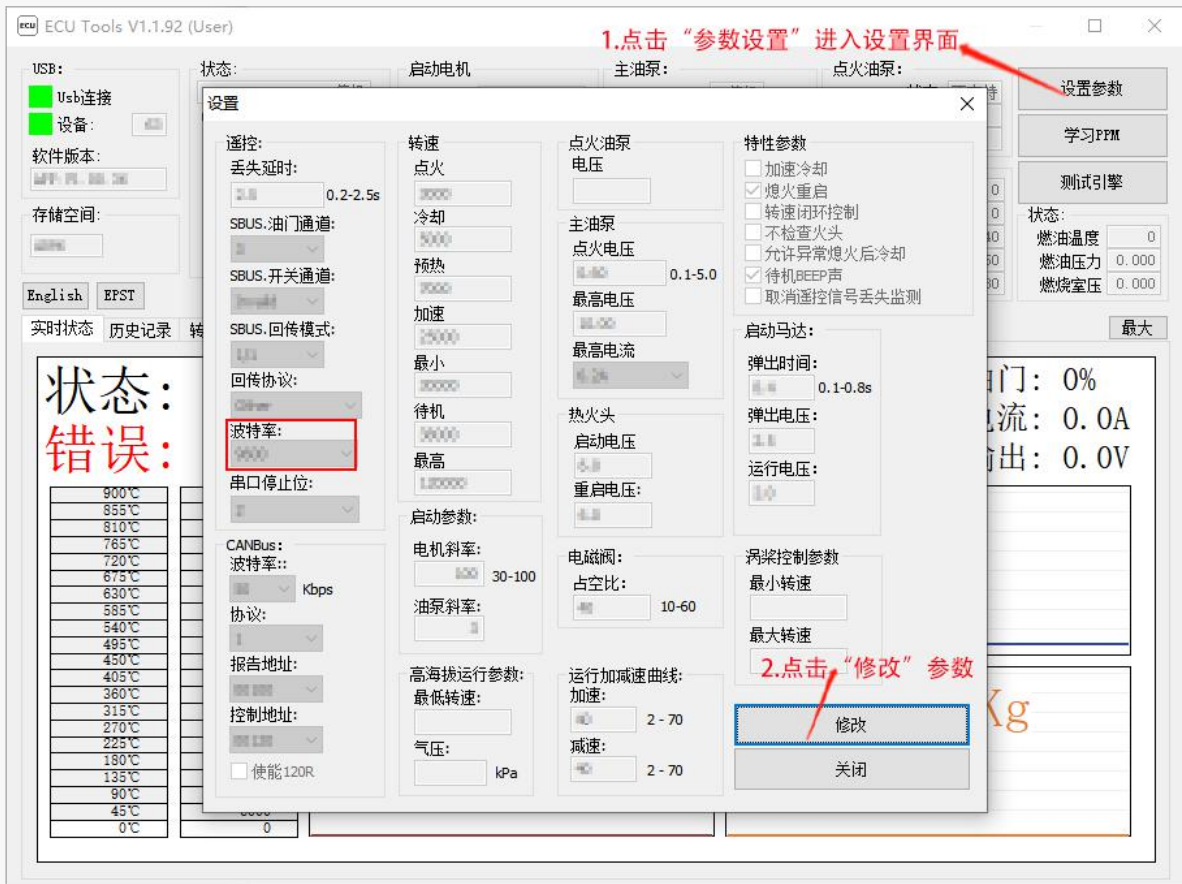 ECU Tools V1.1.92 (User)
1.点击“参数设置”进入设置界面
USB:
状态:
启动电机
主油泵:
点火油泵:
Usb连接
设备:
软件版本:
存储空间:
English
EPST
设置参数
学习PPM
测试引擎
状态:
燃油温度 0
燃油压力 0.000
燃烧室压 0.000
实时状态
历史记录
转
最大
状态:
错误:
门: 0%
流: 0.0A
出: 0.0V
900℃
855℃
810℃
765℃
720℃
675℃
630℃
585℃
540℃
495℃
450℃
405℃
360℃
315℃
270℃
225℃
180℃
135℃
90℃
45℃
0℃
0
Kg
设置
遥控:
丢失延时:
0.2-2.5s
SBUS.油门通道:
SBUS.开关通道:
SBUS.回传模式:
回传协议:
波特率:
9600
串口停止位:
CANBus:
波特率::
Kbps
协议:
1
报告地址:
控制地址:
使能120R
转速
点火
冷却
5000
预热
加速
25000
最小
待机
最高
120000
启动参数:
电机斜率:
100 30-100
油泵斜率:
高海拔运行参数:
最低转速:
气压:
kPa
点火油泵
电压
主油泵
点火电压
0.1-5.0
最高电压
最高电流
热火头
启动电压
重启电压:
电磁阀:
占空比:
10-60
运行加减速曲线:
加速:
2 - 70
减速:
2 - 70
特性参数
加速冷却
熄火重启
转速闭环控制
不检查火头
允许异常熄火后冷却
待机BEEP声
取消遥控信号丢失监测
启动马达:
弹出时间:
0.1-0.8s
弹出电压:
运行电压:
涡桨控制参数
最小转速
最大转速
2.点击“修改” 参数
修改
关闭